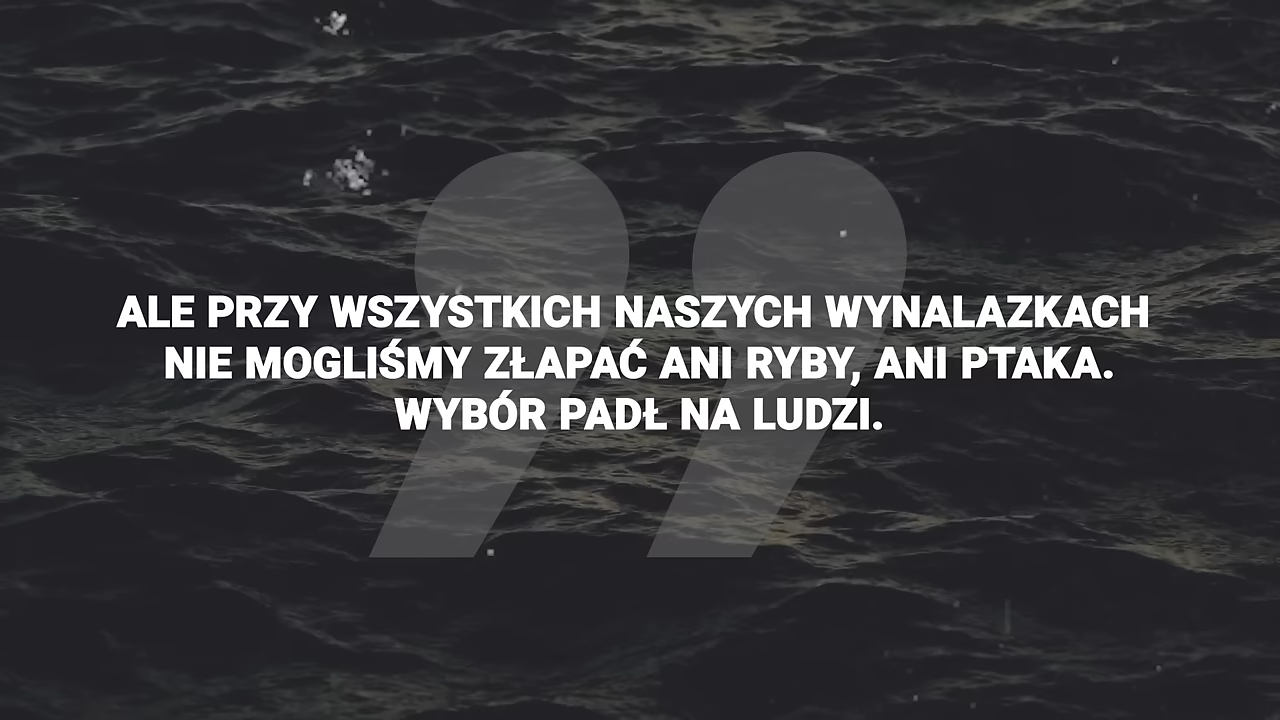 ALE PRZY WSZYSTKICH NASZYCH WYNALAZKACH
NIE MOGLIŚMY ZŁAPAĆ ANI RYBY, ANI PTAKA.
WYBÓR PADŁ NA LUDZI.